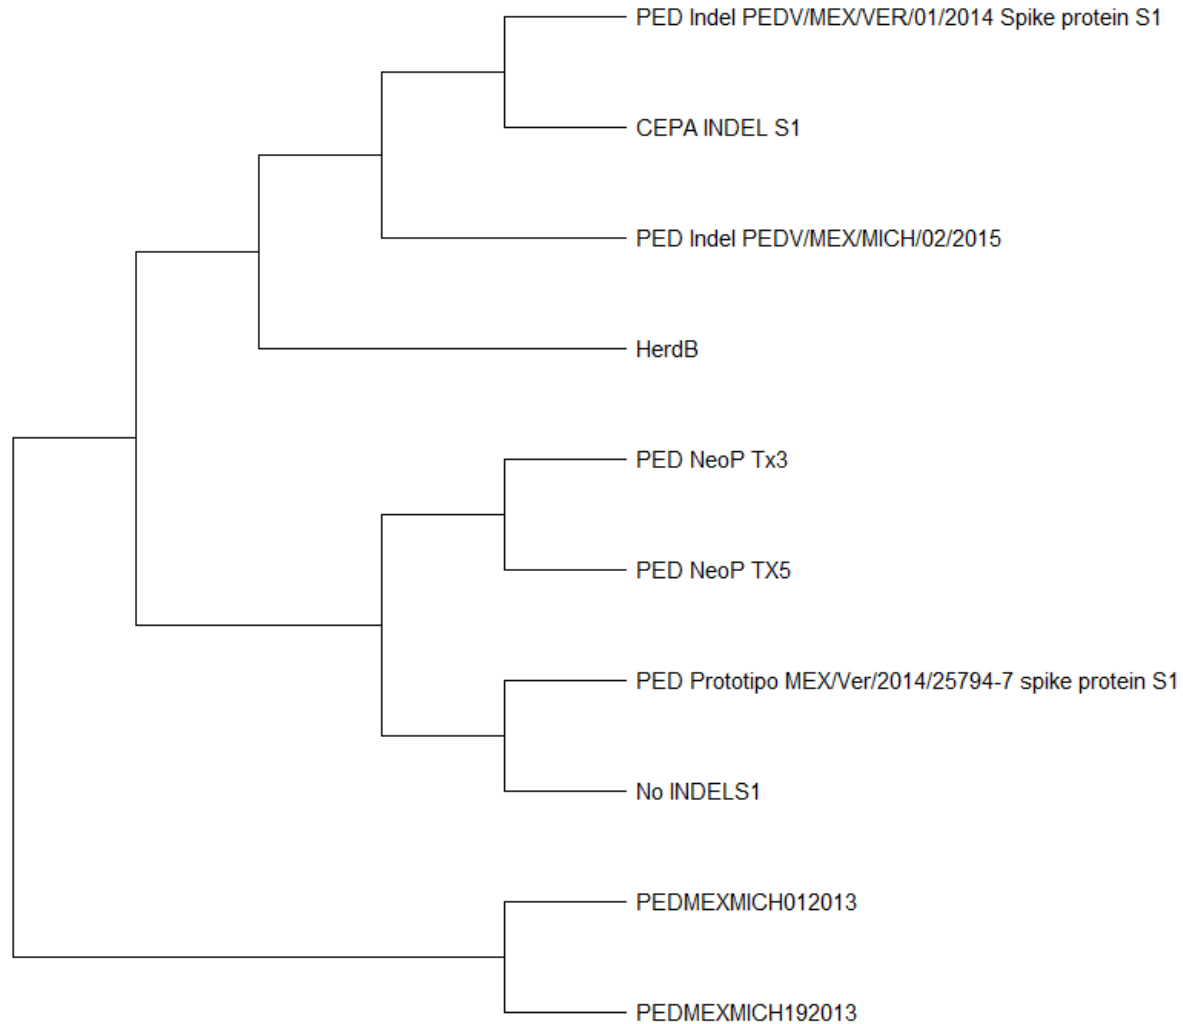 PED Indel PEDV/MEX/VER/01/2014 Spike protein S1
CEPA INDEL S1
PED Indel PEDV/MEX/MICH/02/2015
HerdB
PED NeoP Tx3
PED NeoP TX5
PED Prototipo MEX/Ver/2014/25794-7 spike protein S1
No INDELS1
PEDMEXMICH012013
PEDMEXMICH192013